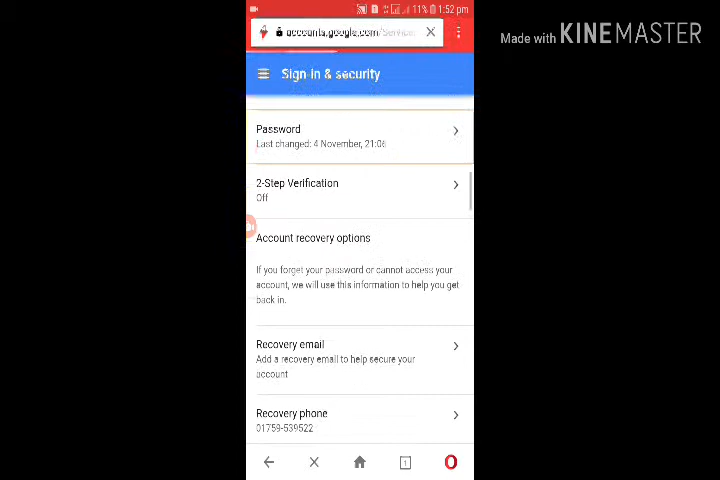 11% 1:52 pm
accounts.google.com/Service
Made with KINEMASTER
Sign-in & security
Password
Last changed: 4 November, 21:06
2-Step Verification
Off
Account recovery options
If you forget your password or cannot access your
account, we will use this information to help you get
back in.
Recovery email
Add a recovery email to help secure your
account
Recovery phone
01759-539522
1